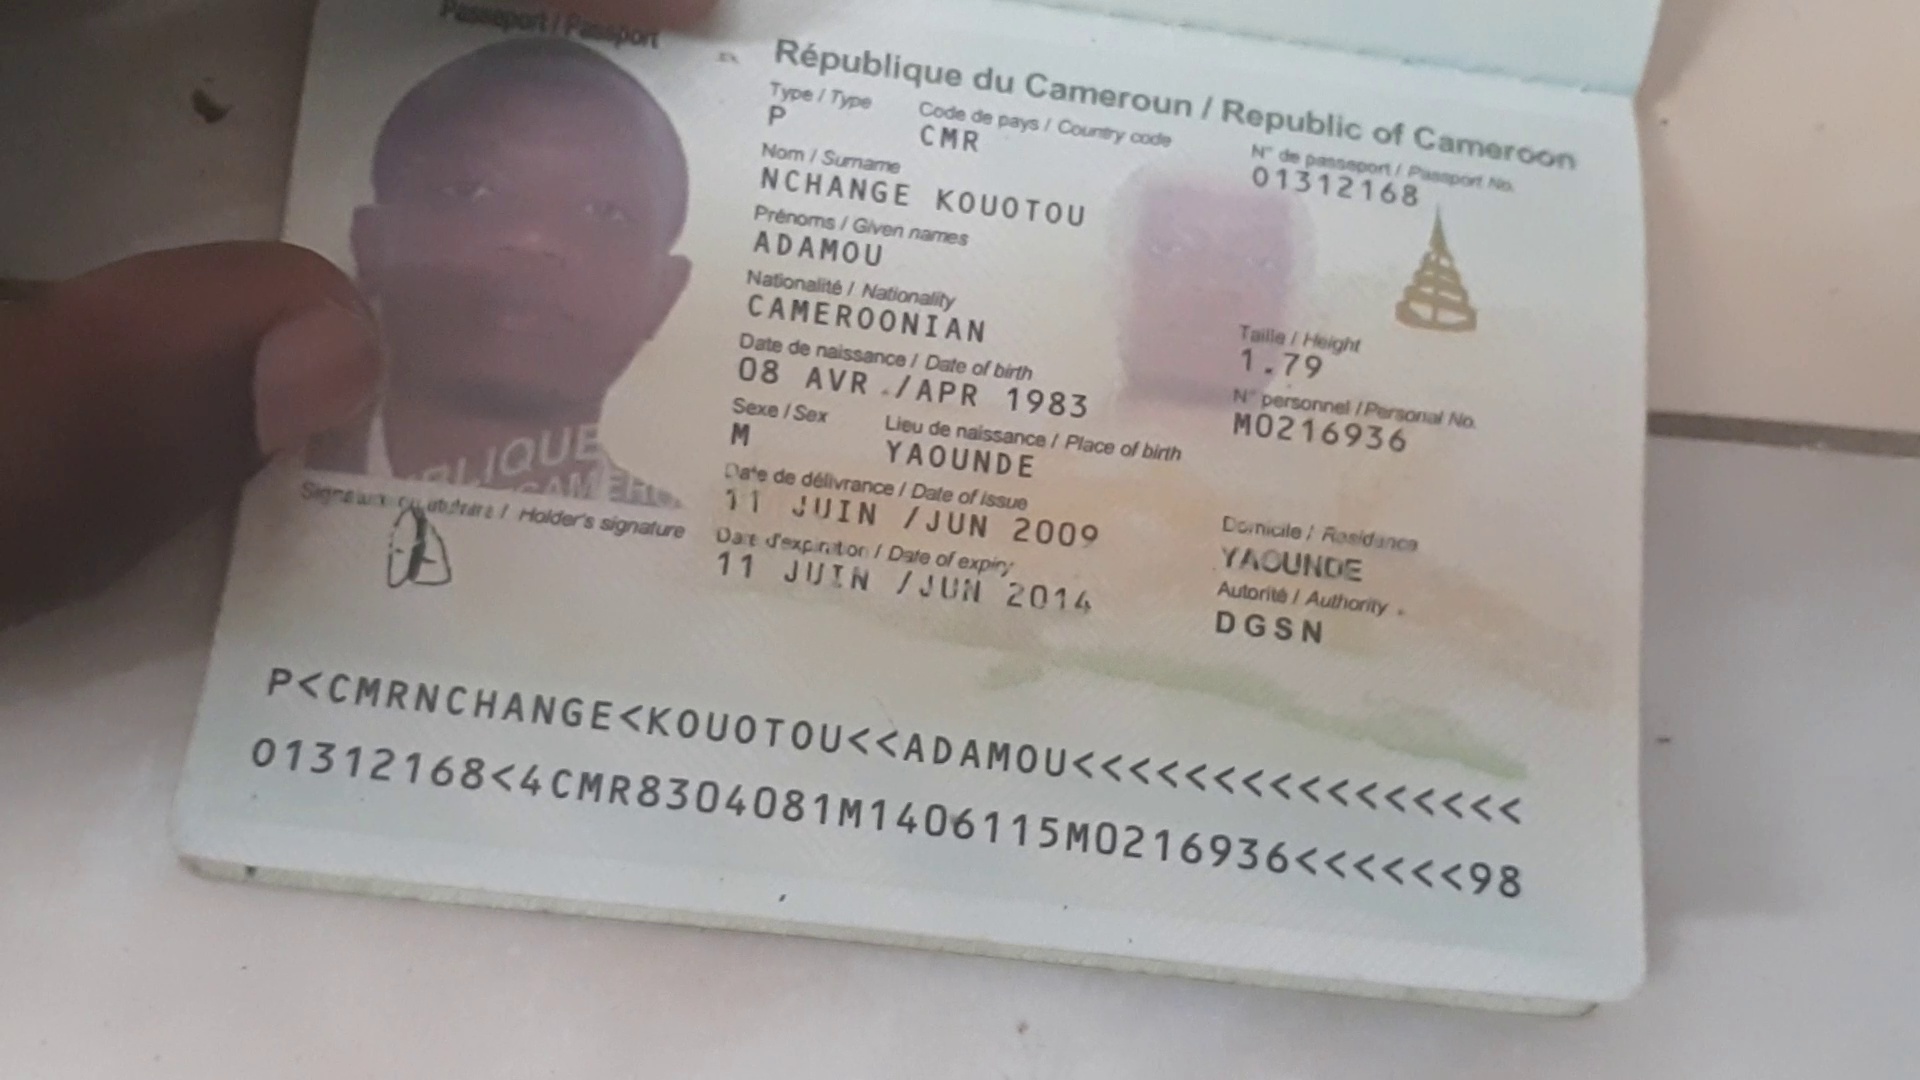 Passeport / Passport
République du Cameroun / Republic of Cameroon
Type / Type
P
Code de pays / Country code
CMR
N° de passeport / Passport No.
01312168
Nom / Surname
NCHANGE KOUOTOU
Prénoms / Given names
ADAMOU
Nationalité / Nationality
CAMEROONIAN
Taille / Height
1.79
Date de naissance / Date of birth
08 AVR ./APR 1983
N° personnel / Personal No.
M0216936
Sexe / Sex
M
Lieu de naissance / Place of birth
YAOUNDE
Date de délivrance / Date of issue
11 JUIN /JUN 2009
Domicile / Residence
YAOUNDE
Date d'expiration / Date of expiry
11 JUIN /JUN 2014
Autorité / Authority
DGSN
/ Holder's signature
P<CMRNCHANGE<KOUOTOU<<ADAMOU<<<<<<<<<<<<<<<<
01312168<4CMR8304081M1406115M0216936<<<<<<98